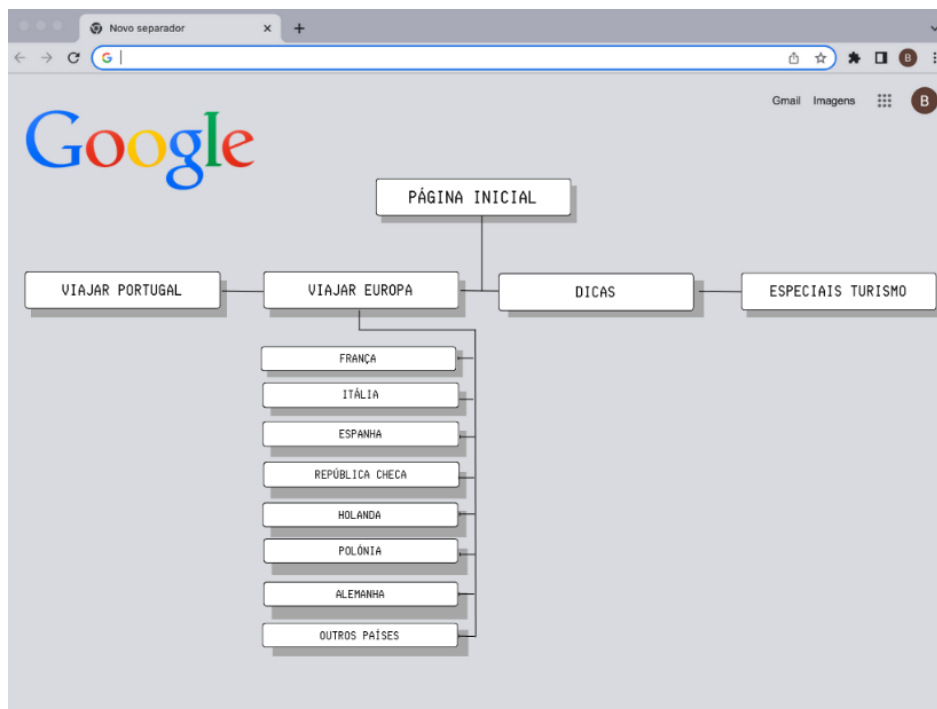 Novo separador
G
B
Gmail Imagens
B
Google
PÁGINA INICIAL
VIAJAR PORTUGAL
VIAJAR EUROPA
DICAS
ESPECIAIS TURISMO
FRANÇA
ITÁLIA
ESPANHA
REPÚBLICA CHECA
HOLANDA
POLÓNIA
ALEMANHA
OUTROS PAÍSES